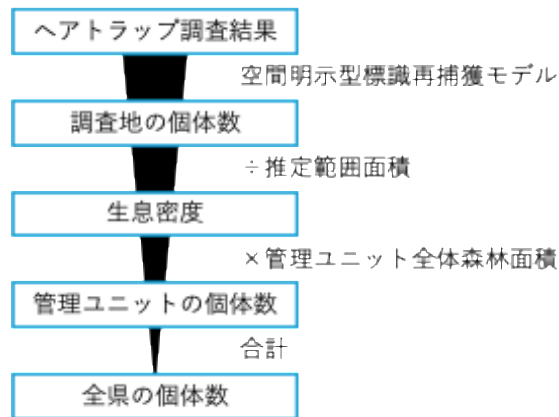 ヘアトラップ調査結果
空間明示型標識再捕獲モデル
調査地の個体数
÷推定範囲面積
生息密度
×管理ユニット全体森林面積
管理ユニットの個体数
合計
全県の個体数